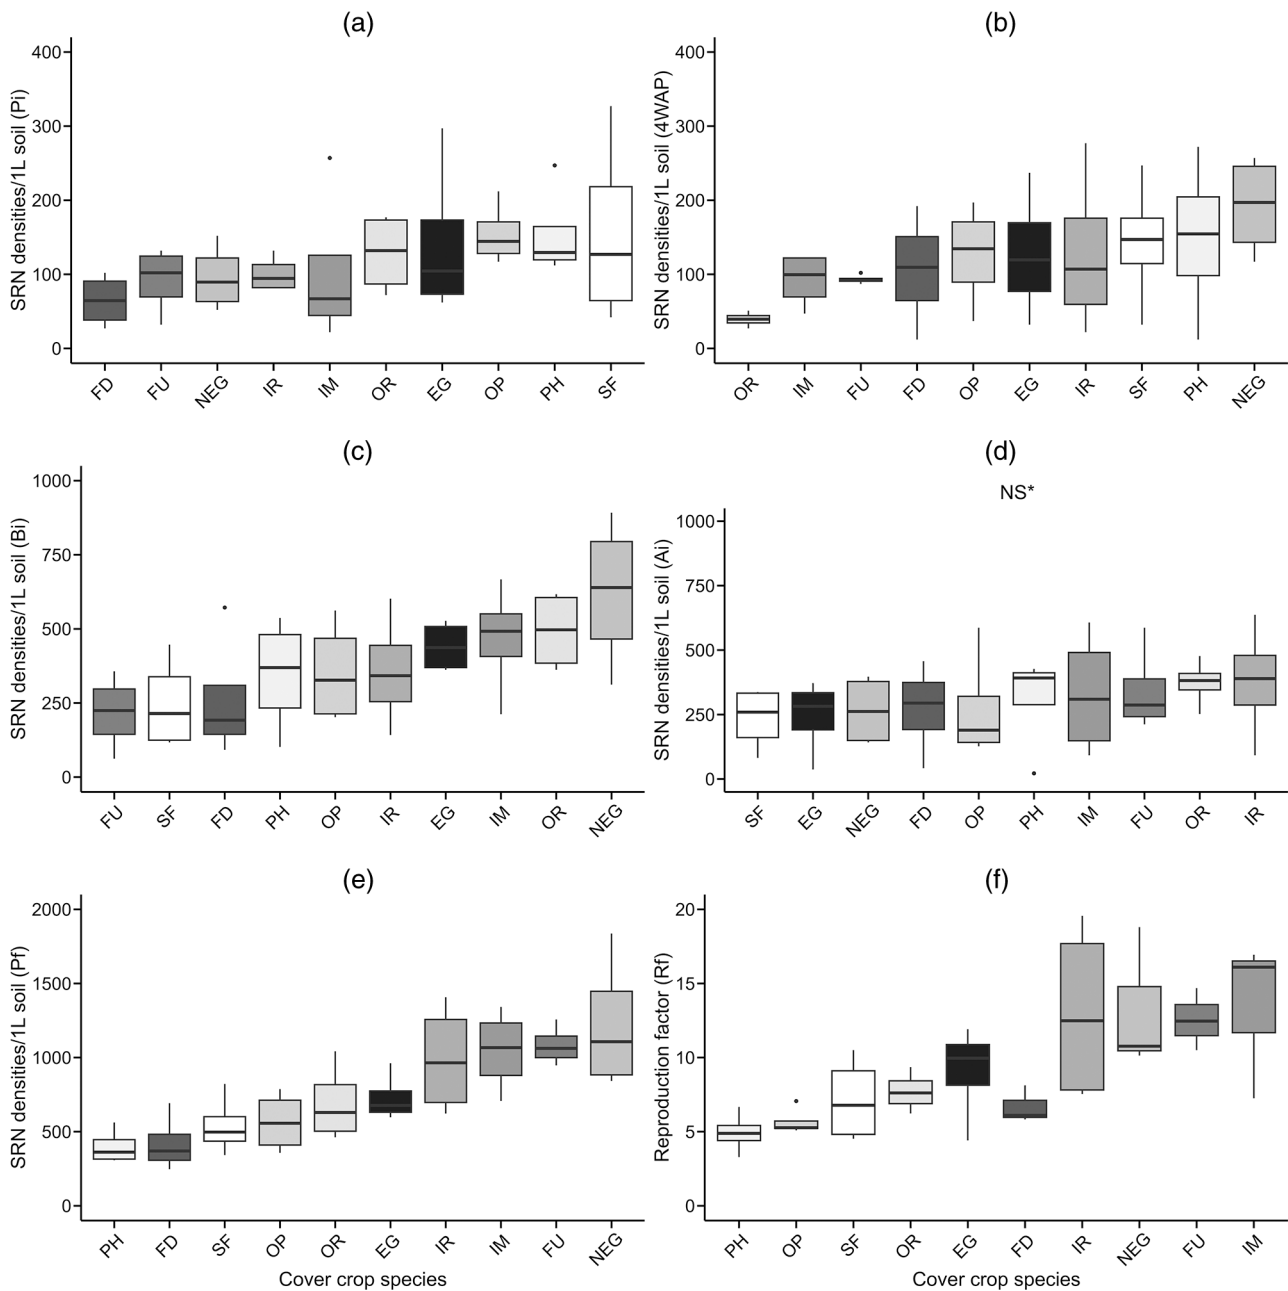 (a)
SRN densities/1L soil (Pi)
400
300
200
100
0
FD FU NEG IR IM OR EG OP PH SF
(b)
SRN densities/1L soil (4WAP)
400
300
200
100
0
OR IM FU FD OP EG IR SF PH NEG
(c)
SRN densities/1L soil (Bi)
1000
750
500
250
0
FU SF FD PH OP IR EG IM OR NEG
(d)
NS*
SRN densities/1L soil (Ai)
1000
750
500
250
0
SF EG NEG FD OP PH IM FU OR IR
(e)
SRN densities/1L soil (Pf)
2000
1500
1000
500
0
PH FD SF OP OR EG IR IM FU NEG
Cover crop species
(f)
Reproduction factor (Rf)
20
15
10
5
0
PH OP SF OR EG FD IR NEG FU IM
Cover crop species